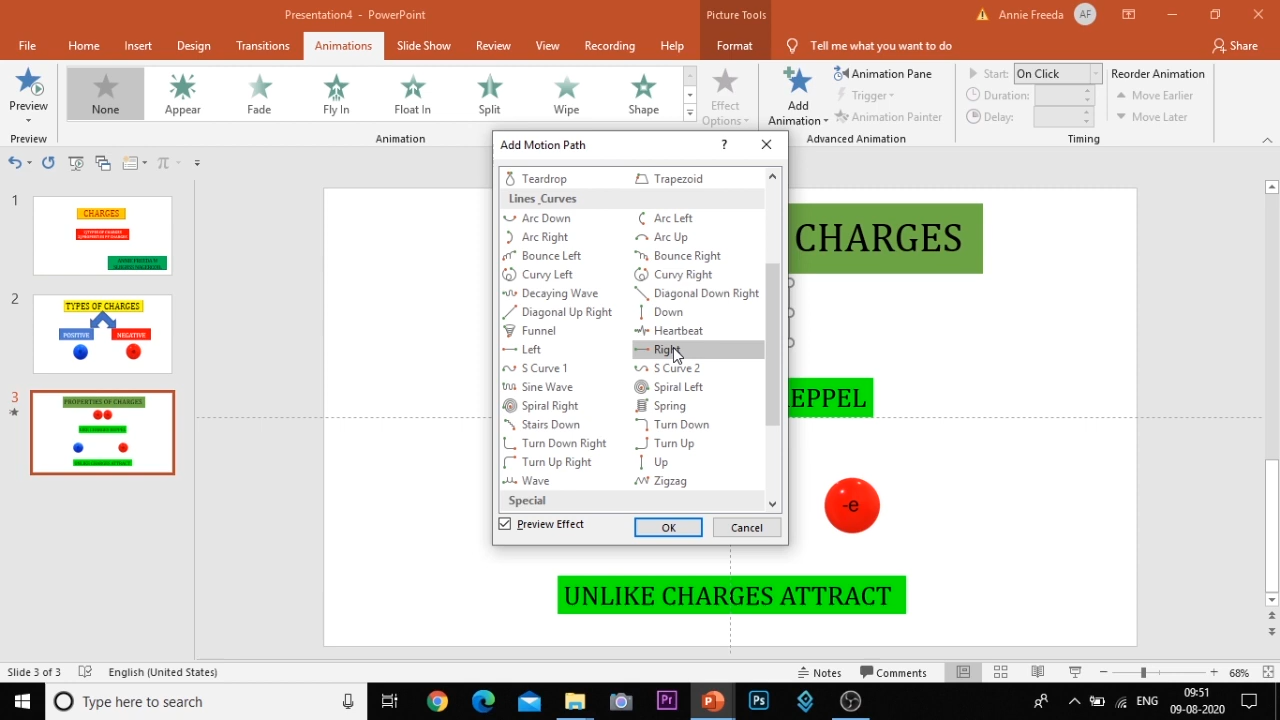 Presentation4 - PowerPoint
Picture Tools
Annie Freeda
AF
File
Home
Insert
Design
Transitions
Animations
Slide Show
Review
View
Recording
Help
Format
Tell me what you want to do
Share
Preview
None
Appear
Fade
Fly In
Float In
Split
Wipe
Shape
Effect
Options
Add
Animation
Animation Pane
Trigger
Animation Painter
Start: On Click
Duration:
Delay:
Reorder Animation
Move Earlier
Move Later
Preview
Animation
Advanced Animation
Timing
Add Motion Path
?
Teardrop
Trapezoid
Lines_Curves
Arc Down
Arc Left
Arc Right
Arc Up
Bounce Left
Bounce Right
Curvy Left
Curvy Right
Decaying Wave
Diagonal Down Right
Diagonal Up Right
Down
Funnel
Heartbeat
Left
Right
S Curve 1
S Curve 2
Sine Wave
Spiral Left
Spiral Right
Spring
Stairs Down
Turn Down
Turn Down Right
Turn Up
Turn Up Right
Up
Wave
Zigzag
Special
Preview Effect
OK
Cancel
1
CHARGES
2
TYPES OF CHARGES
POSITIVE
NEGATIVE
3
PROPERTIES OF CHARGES
UNLIKE CHARGES ATTRACT
CHARGES
EPPEL
-e
UNLIKE CHARGES ATTRACT
Slide 3 of 3
English (United States)
Notes
Comments
68%
Type here to search
Pr
P
Ps
ENG
09:51
09-08-2020